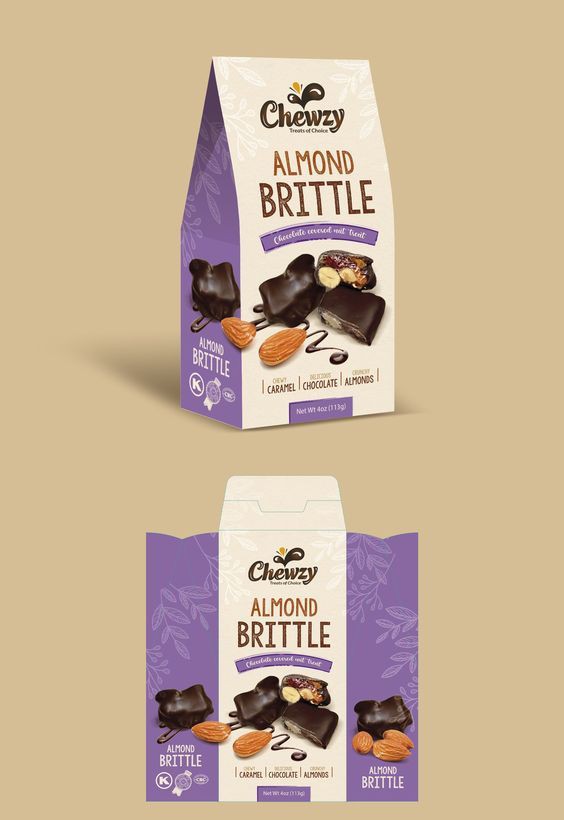 Chewzy
Treats of Choice
ALMOND
BRITTLE
Chocolate covered nut treat
ALMOND
BRITTLE
K
CRC
CHEWY
CARAMEL
DELICIOUS
CHOCOLATE
CRUNCHY
ALMONDS
Net Wt 4oz (113g)
Chewzy
Treats of Choice
ALMOND
BRITTLE
Chocolate covered nut treat
ALMOND
BRITTLE
K
CRC
CHEWY
CARAMEL
DELICIOUS
CHOCOLATE
CRUNCHY
ALMONDS
Net Wt 4oz (113g)
ALMOND
BRITTLE